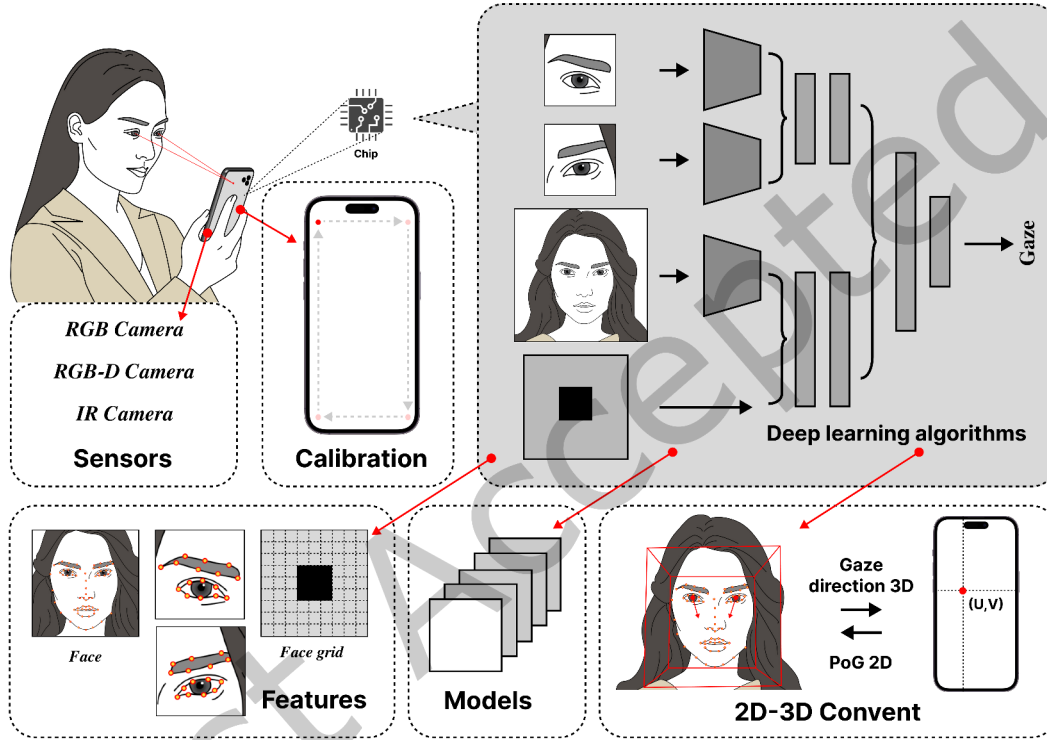 Chip
RGB Camera
RGB-D Camera
IR Camera
Sensors
Calibration
Gaze
Deep learning algorithms
Face
Face grid
Features
Models
Gaze
direction 3D
PoG 2D
(U,V)
2D-3D Convent
st Accepted